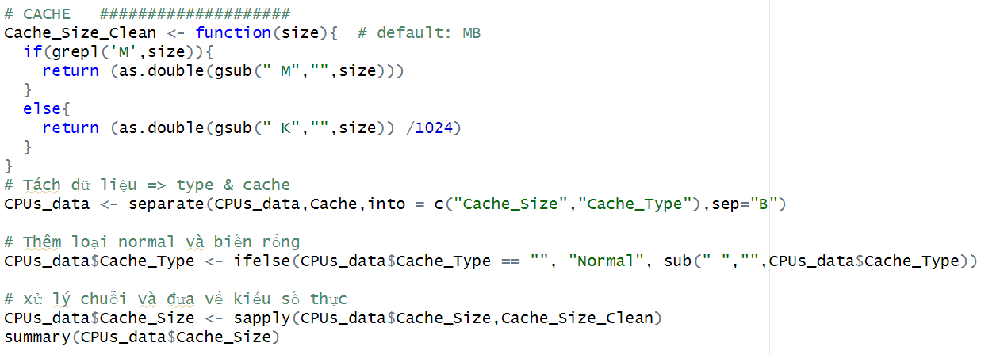 # CACHE   ####################
Cache_Size_Clean <- function(size){  # default: MB
  if(grepl('M',size)){
    return (as.double(gsub(" M","",size)))
  }
  else{
    return (as.double(gsub(" K","",size)) /1024)
  }
}
# Tách dữ liệu => type & cache
CPUs_data <- separate(CPUs_data,Cache,into = c("Cache_Size","Cache_Type"),sep="B")

# Thêm loại normal và biến rỗng
CPUs_data$Cache_Type <- ifelse(CPUs_data$Cache_Type == "", "Normal", sub(" ","",CPUs_data$Cache_Type))

# xử lý chuỗi và đưa về kiểu số thực
CPUs_data$Cache_Size <- sapply(CPUs_data$Cache_Size,Cache_Size_Clean)
summary(CPUs_data$Cache_Size)